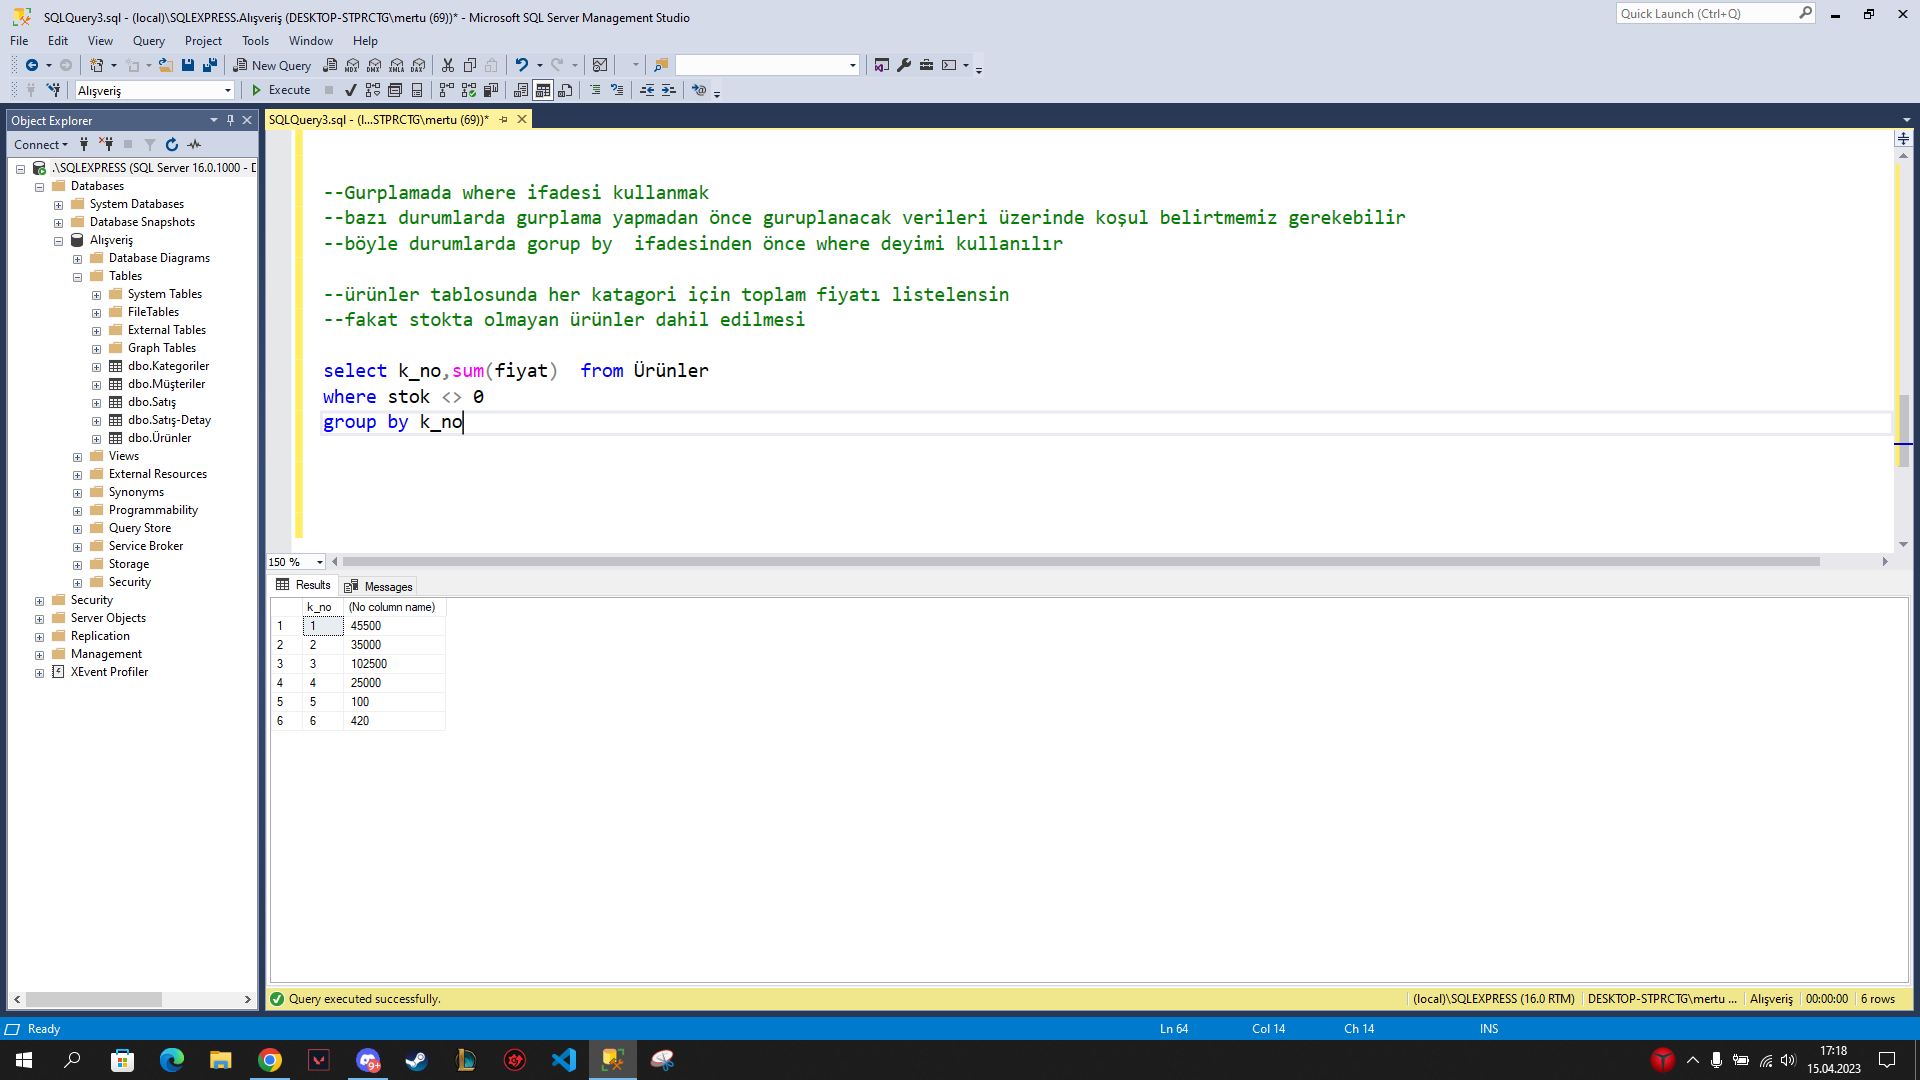 SQLQuery3.sql - (local)\SQLEXPRESS.Alışveriş (DESKTOP-STPRCTG\mertu (69))* - Microsoft SQL Server Management Studio
Quick Launch (Ctrl+Q)
File Edit View Query Project Tools Window Help
New Query
Alışveriş
Execute
Object Explorer
Connect
.\SQLEXPRESS (SQL Server 16.0.1000 - D
Databases
System Databases
Database Snapshots
Alışveriş
Database Diagrams
Tables
System Tables
FileTables
External Tables
Graph Tables
dbo.Kategoriler
dbo.Müşteriler
dbo.Satış
dbo.Satış-Detay
dbo.Ürünler
Views
External Resources
Synonyms
Programmability
Query Store
Service Broker
Storage
Security
Security
Server Objects
Replication
Management
XEvent Profiler
SQLQuery3.sql - (l...STPRCTG\mertu (69))*
--Gurplamada where ifadesi kullanmak
--bazı durumlarda gurplama yapmadan önce guruplanacak verileri üzerinde koşul belirtmemiz gerekebilir
--böyle durumlarda gorup by  ifadesinden önce where deyimi kullanılır
--ürünler tablosunda her katagori için toplam fiyatı listelensin
--fakat stokta olmayan ürünler dahil edilmesi
select k_no,sum(fiyat)  from Ürünler
where stok <> 0
group by k_no
150 %
Results Messages
k_no (No column name)
1 1 45500
2 2 35000
3 3 102500
4 4 25000
5 5 100
6 6 420
Query executed successfully.
(local)\SQLEXPRESS (16.0 RTM) DESKTOP-STPRCTG\mertu ... Alışveriş 00:00:00 6 rows
Ready
Ln 64 Col 14 Ch 14 INS
9+
17:18
15.04.2023